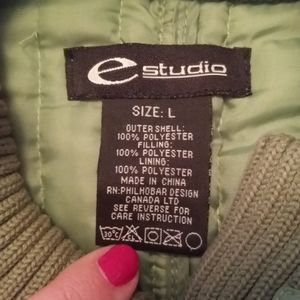 e studio
SIZE: L
OUTER SHELL:
100% POLYESTER
FILLING:
100% POLYESTER
LINING:
100% POLYESTER
MADE IN CHINA
RN:PHILHOBAR DESIGN
CANADA LTD
SEE REVERSE FOR
CARE INSTRUCTION
30°C